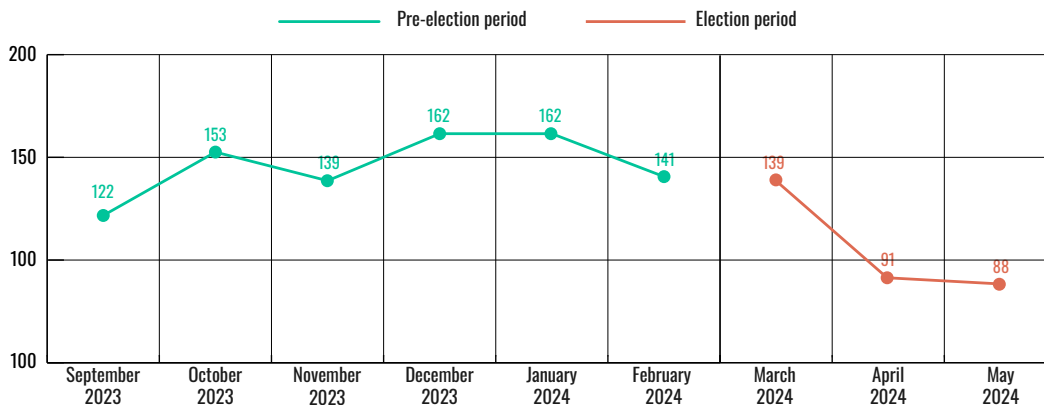 Pre-election period
Election period
200
150
100
100
122
153
139
162
162
141
139
91
88
September
2023
October
2023
November
2023
December
2023
January
2024
February
2024
March
2024
April
2024
May
2024